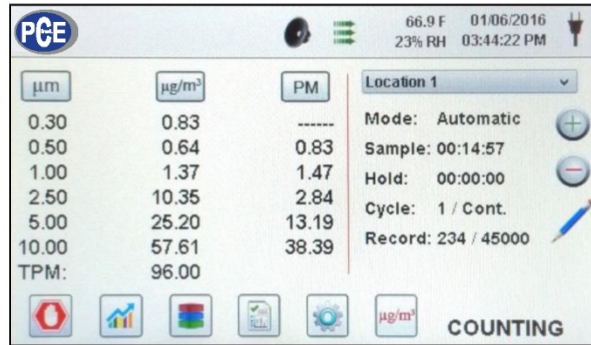 PCE
66.9 F 01/06/2016
23% RH 03:44:22 PM
µm µg/m³ PM
0.30 0.83 -----
0.50 0.64 0.83
1.00 1.37 1.47
2.50 10.35 2.84
5.00 25.20 13.19
10.00 57.61 38.39
TPM: 96.00
Location 1
Mode: Automatic
Sample: 00:14:57
Hold: 00:00:00
Cycle: 1 / Cont.
Record: 234 / 45000
µg/m³
COUNTING